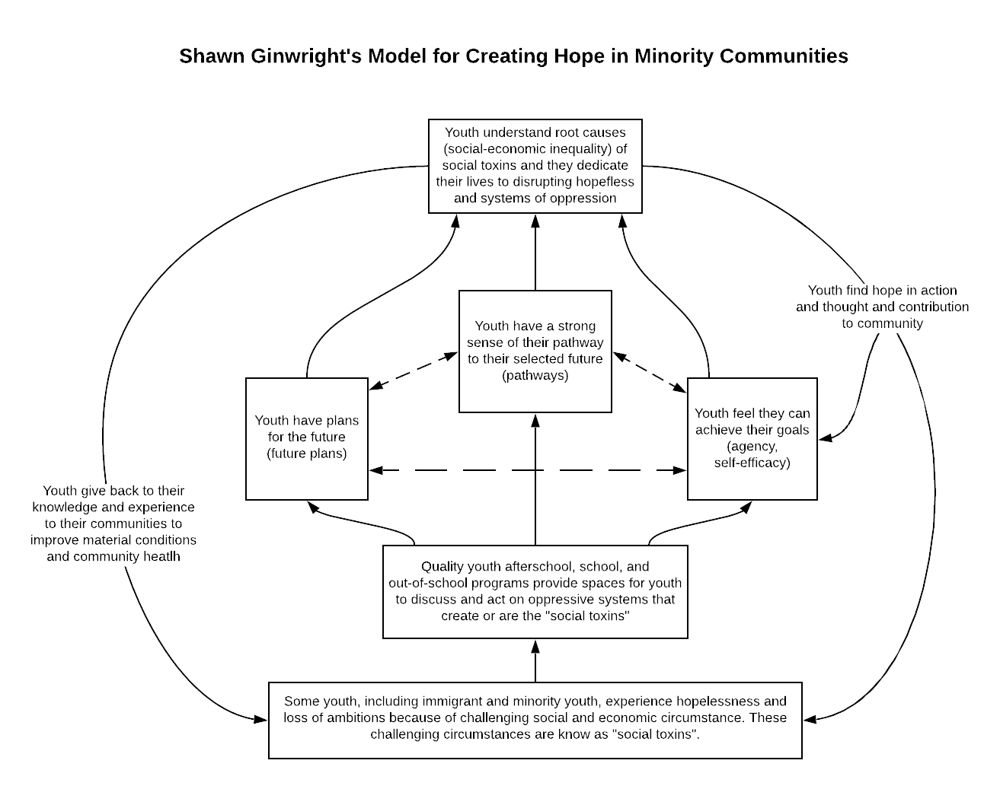 Shawn Ginwright's Model for Creating Hope in Minority Communities
Youth understand root causes
(social-economic inequality) of
social toxins and they dedicate
their lives to disrupting hopefless
and systems of oppression
Youth find hope in action
and thought and contribution
to community
Youth have a strong
sense of their pathway
to their selected future
(pathways)
Youth have plans
for the future
(future plans)
Youth feel they can
achieve their goals
(agency,
self-efficacy)
Youth give back to their
knowledge and experience
to their communities to
improve material conditions
and community heatlh
Quality youth afterschool, school, and
out-of-school programs provide spaces for youth
to discuss and act on oppressive systems that
create or are the "social toxins"
Some youth, including immigrant and minority youth, experience hopelessness and
loss of ambitions because of challenging social and economic circumstance. These
challenging circumstances are know as "social toxins".